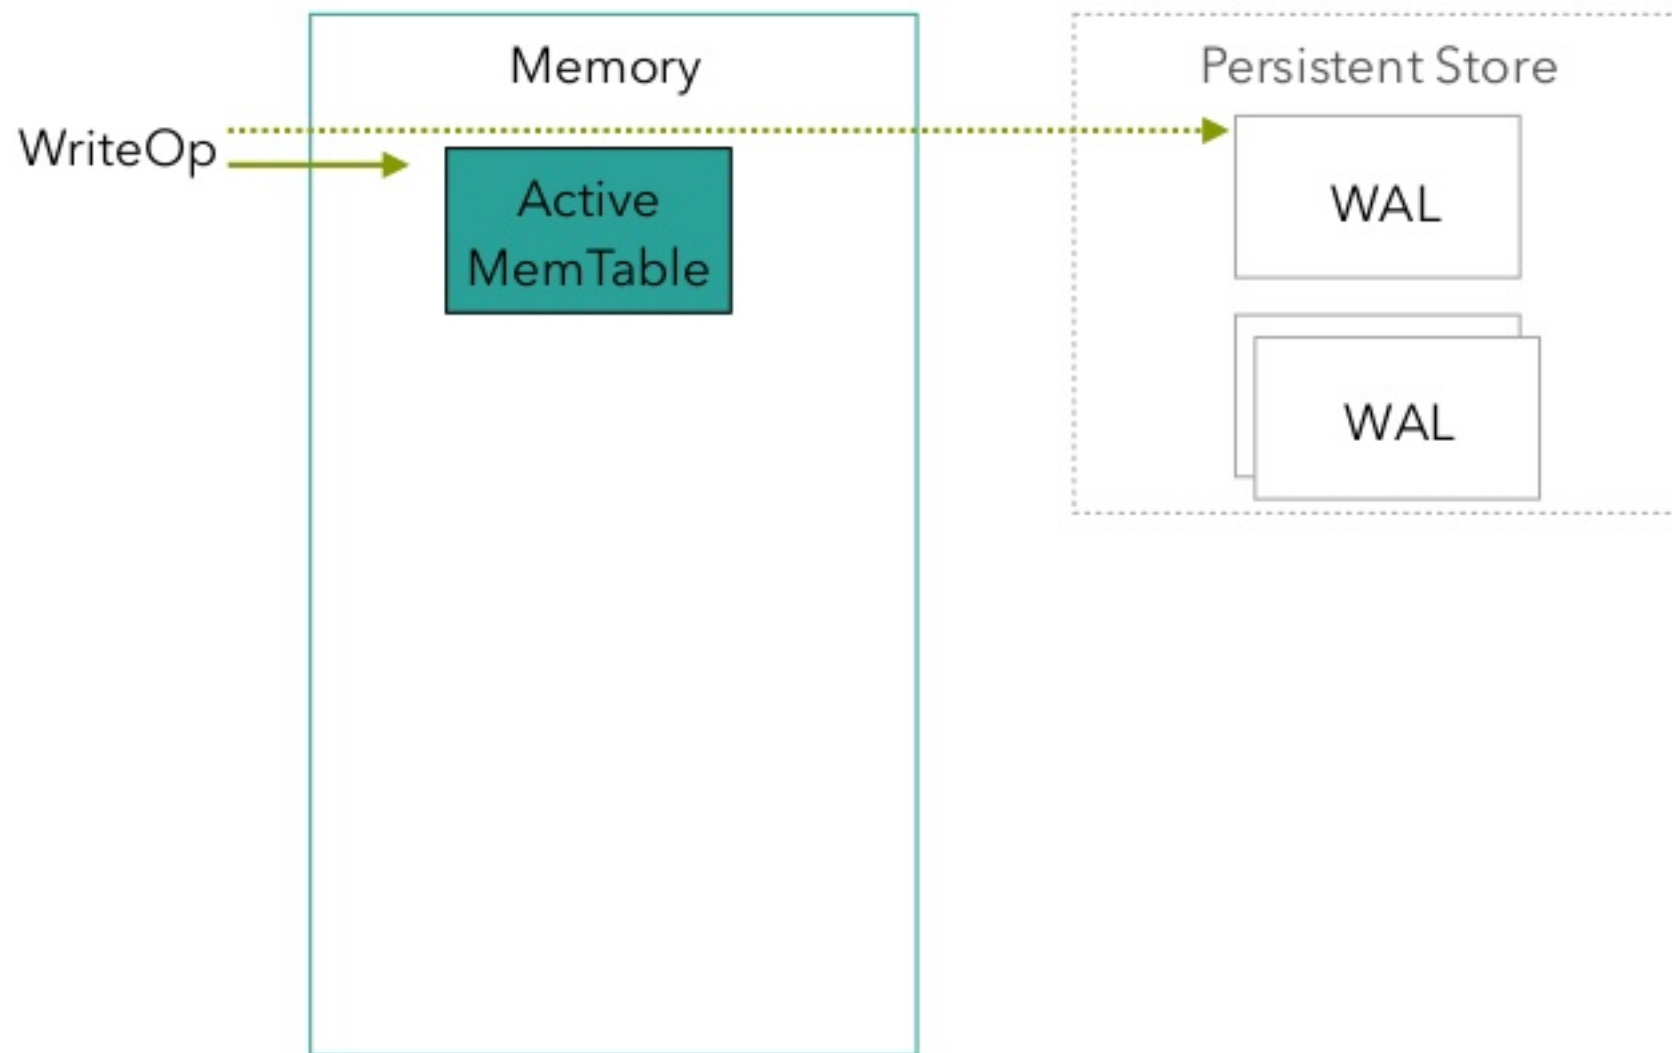 Memory
Persistent Store
WriteOp
Active
MemTable
WAL
WAL